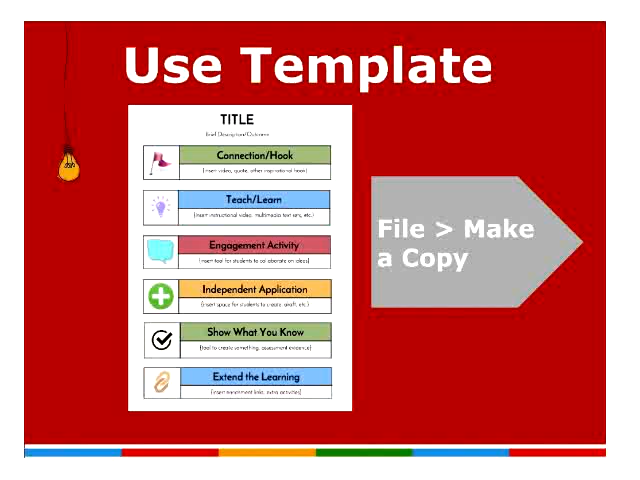 Use Template
TITLE
Brief Description/Outcome
Connection/Hook
(insert video, quote, other inspirational hook)
Teach/Learn
(insert instructional video, multimedia text sets, etc.)
Engagement Activity
(insert tool for students to collaborate on ideas)
File > Make
a Copy
Independent Application
(insert space for students to create, draft, etc.)
Show What You Know
(tool to create something, assessment evidence)
Extend the Learning
(insert enrichment links, extra activities)